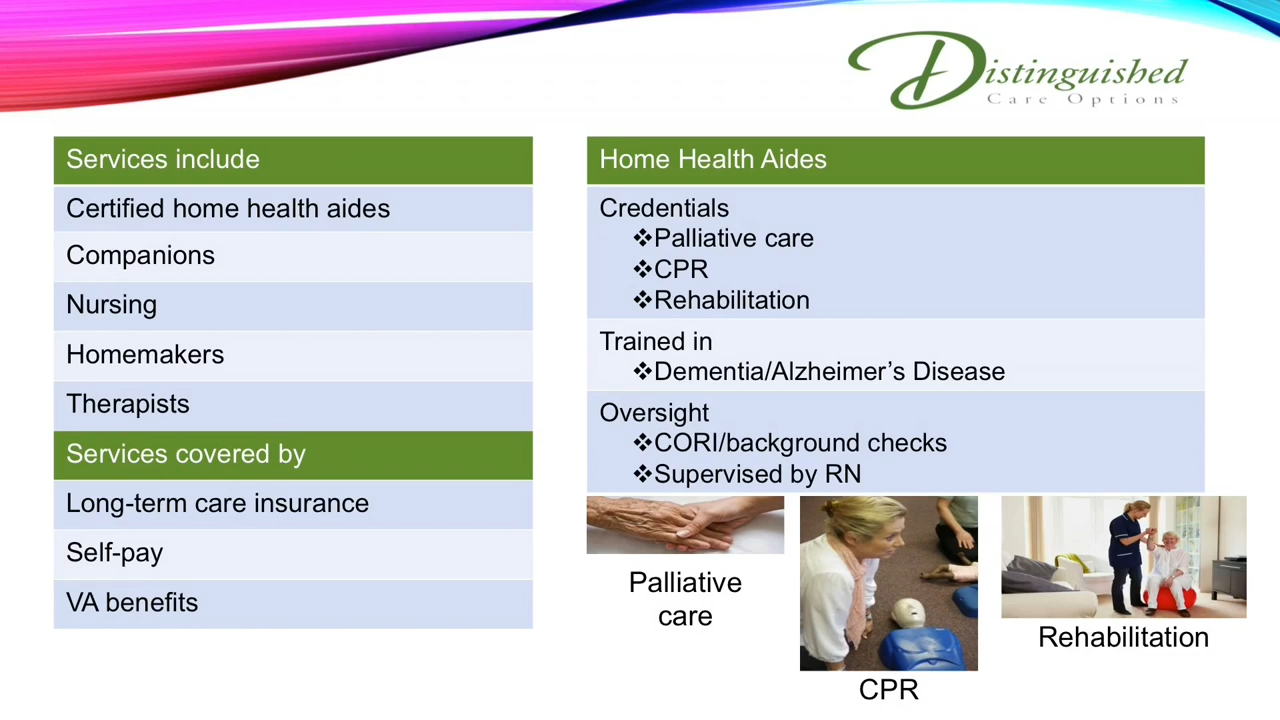 Distinguished
Care Options
Services include
Certified home health aides
Companions
Nursing
Homemakers
Therapists
Services covered by
Long-term care insurance
Self-pay
VA benefits
Home Health Aides
Credentials
❖Palliative care
❖CPR
❖Rehabilitation
Trained in
❖Dementia/Alzheimer’s Disease
Oversight
❖CORI/background checks
❖Supervised by RN
Palliative
care
CPR
Rehabilitation